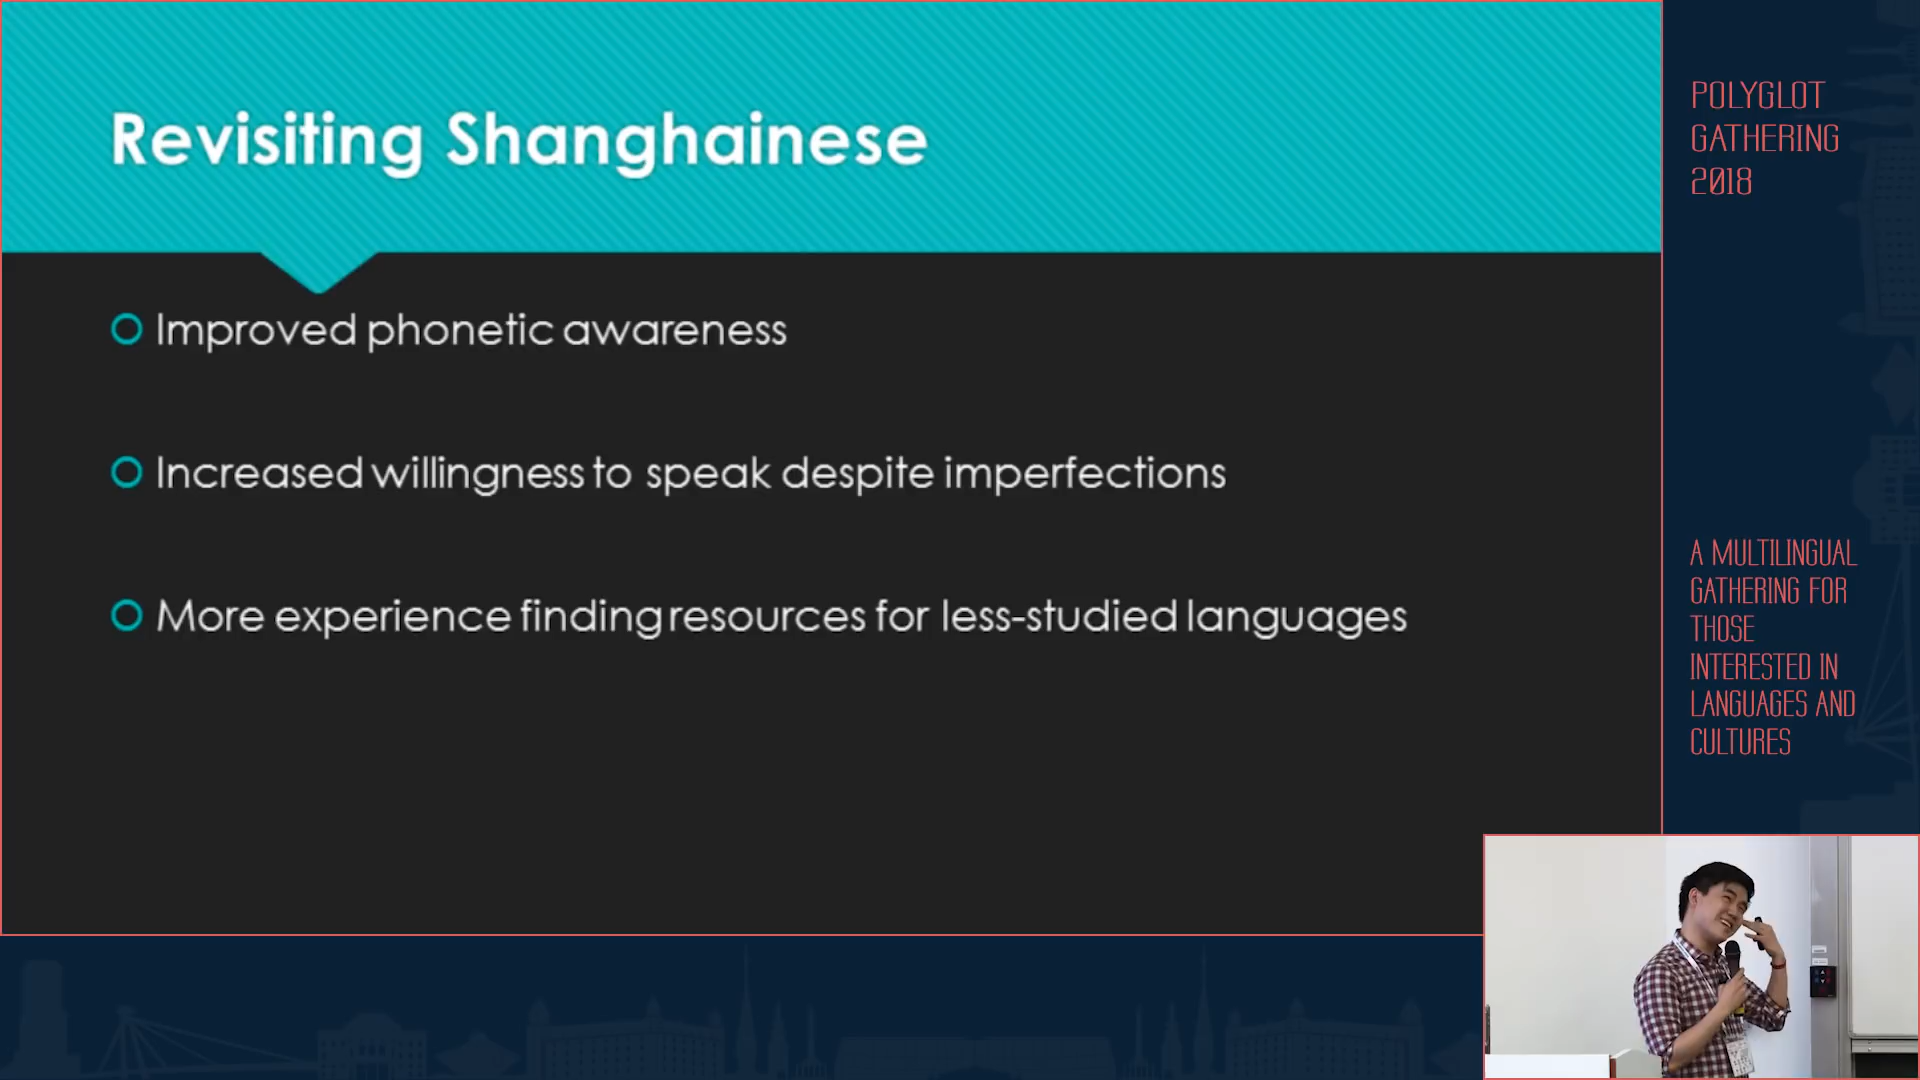 Revisiting Shanghainese
Improved phonetic awareness
Increased willingness to speak despite imperfections
More experience finding resources for less-studied languages
POLYGLOT
GATHERING
2018
A MULTILINGUAL
GATHERING FOR
THOSE
INTERESTED IN
LANGUAGES AND
CULTURES